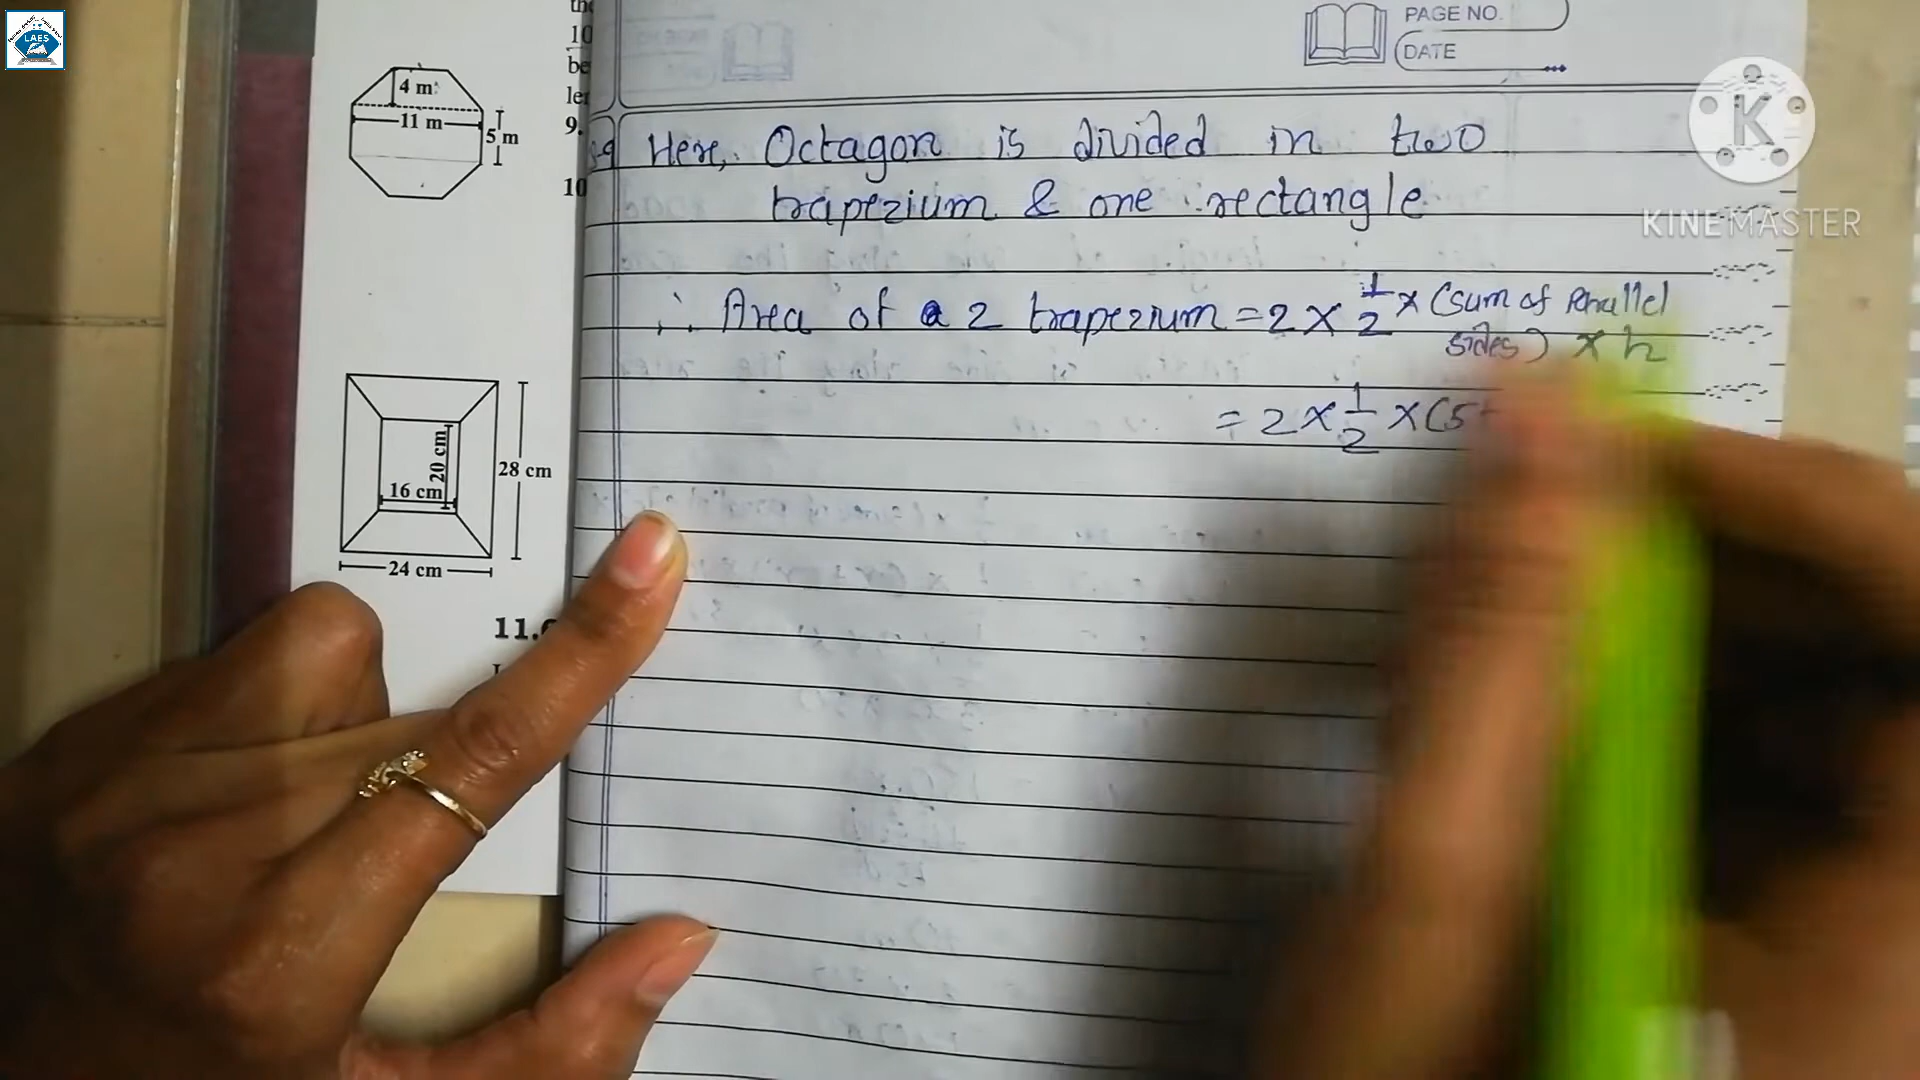 LAES
4 m
11 m
5 m
20 cm
16 cm
28 cm
24 cm
10
be
9.
10
PAGE NO.
DATE
K
KINEMASTER
Here, Octagon is divided in two
trapezium & one rectangle
∴ Area of 2 trapezium = 2 × 1/2 × (sum of Parallel
sides) × h
= 2 × 1/2 × (5+
11.